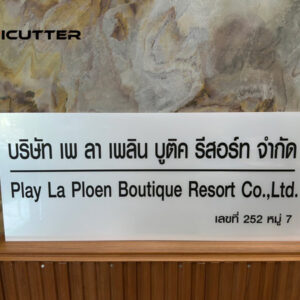 ICUTTER
บริษัท เพ ลา เพลิน บูติค รีสอร์ท จำกัด
Play La Ploen Boutique Resort Co.,Ltd.
เลขที่ 252 หมู่ 7